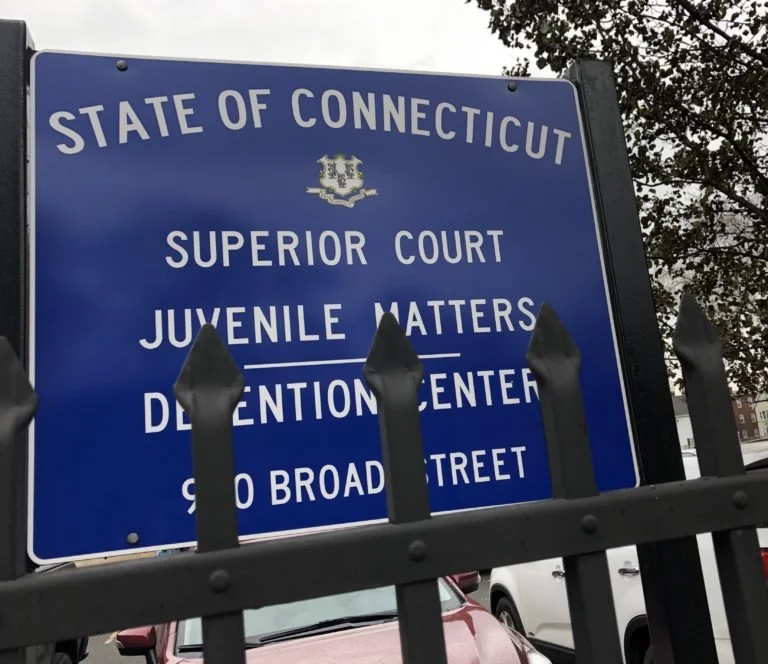 STATE OF CONNECTICUT
SUPERIOR COURT
JUVENILE MATTERS
DETENTION CENTER
BROAD STREET